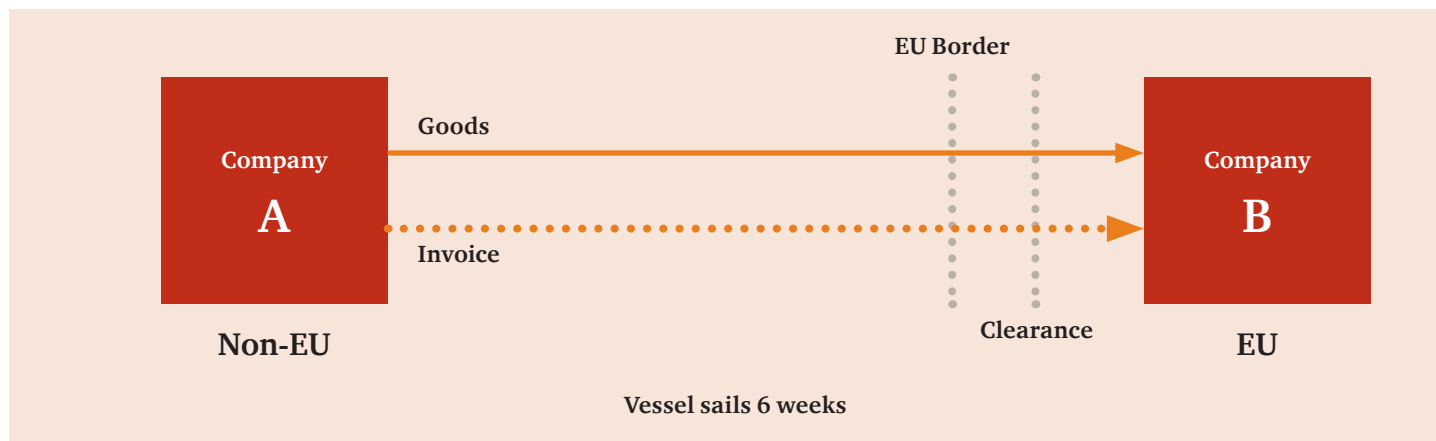 EU Border
Goods
Company
A
Company
B
Invoice
Clearance
Non-EU
EU
Vessel sails 6 weeks